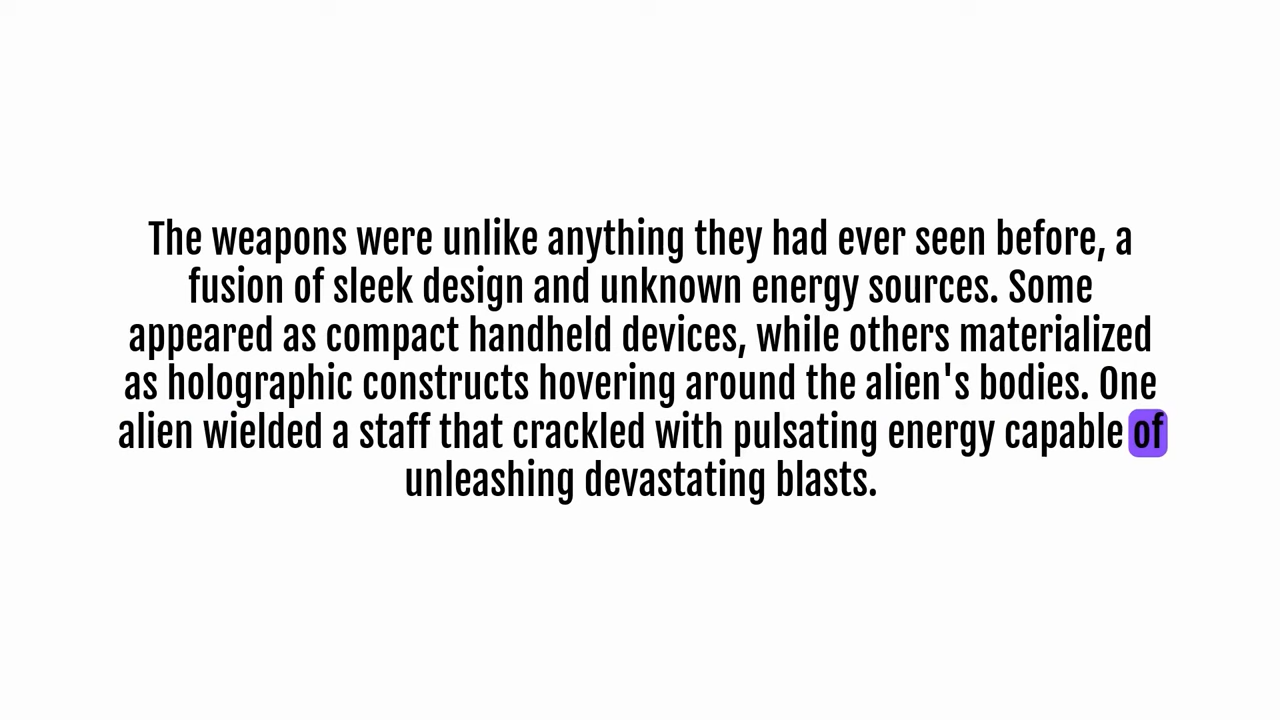 The weapons were unlike anything they had ever seen before, a
fusion of sleek design and unknown energy sources. Some
appeared as compact handheld devices, while others materialized
as holographic constructs hovering around the alien's bodies. One
alien wielded a staff that crackled with pulsating energy capable of
unleashing devastating blasts.